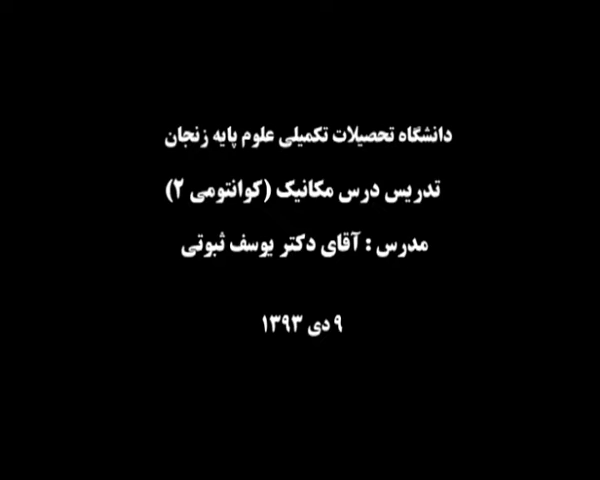 دانشگاه تحصیلات تکمیلی علوم پایه زنجان
تدریس درس مکانیک (کوانتومی ۲)
مدرس : آقای دکتر یوسف ثبوتی
۹ دی ۱۳۹۳